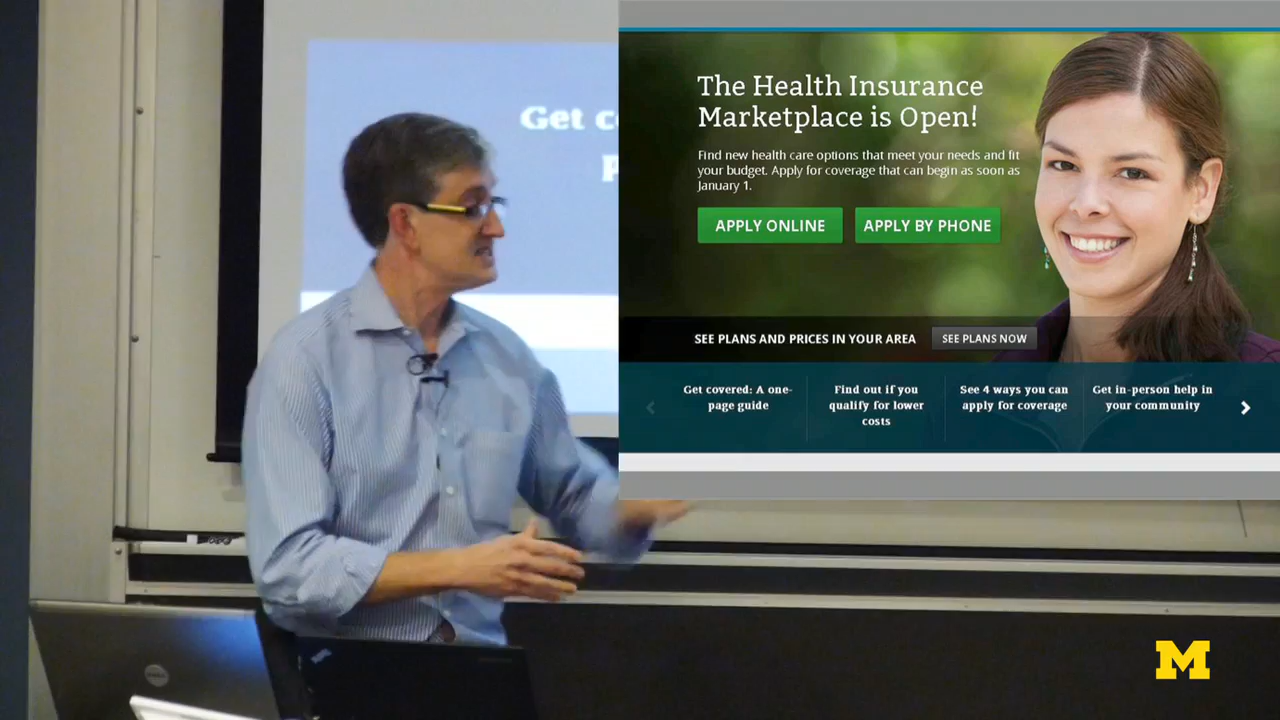 Get
The Health Insurance
Marketplace is Open!
Find new health care options that meet your needs and fit
your budget. Apply for coverage that can begin as soon as
January 1.
APPLY ONLINE
APPLY BY PHONE
SEE PLANS AND PRICES IN YOUR AREA
SEE PLANS NOW
Get covered: A one-
page guide
Find out if you
qualify for lower
costs
See 4 ways you can
apply for coverage
Get in-person help in
your community
DELL
M